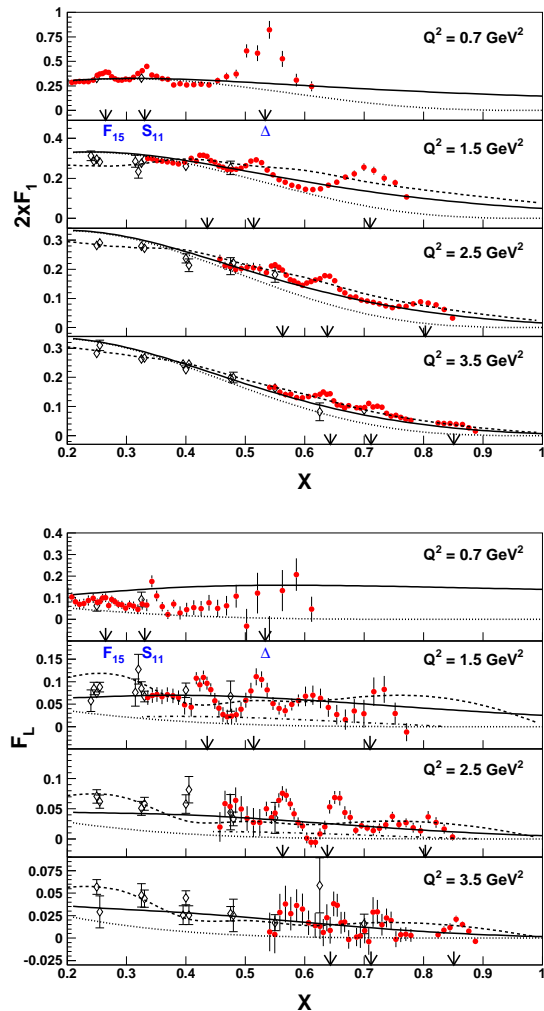 1
0.75
0.5
0.25
0
Q² = 0.7 GeV²
F₁₅ S₁₁ Δ
0.4
0.2
0
Q² = 1.5 GeV²
2xF₁
0.3
0.2
0.1
0
Q² = 2.5 GeV²
0.3
0.2
0.1
0
Q² = 3.5 GeV²
0.2 0.3 0.4 0.5 0.6 0.7 0.8 0.9 1
X
0.4
0.3
0.2
0.1
0
Q² = 0.7 GeV²
F₁₅ S₁₁ Δ
0.15
0.10
0.05
0
Q² = 1.5 GeV²
F_L
0.1
0.05
0
Q² = 2.5 GeV²
0.075
0.05
0.025
0
-0.025
Q² = 3.5 GeV²
0.2 0.3 0.4 0.5 0.6 0.7 0.8 0.9 1
X